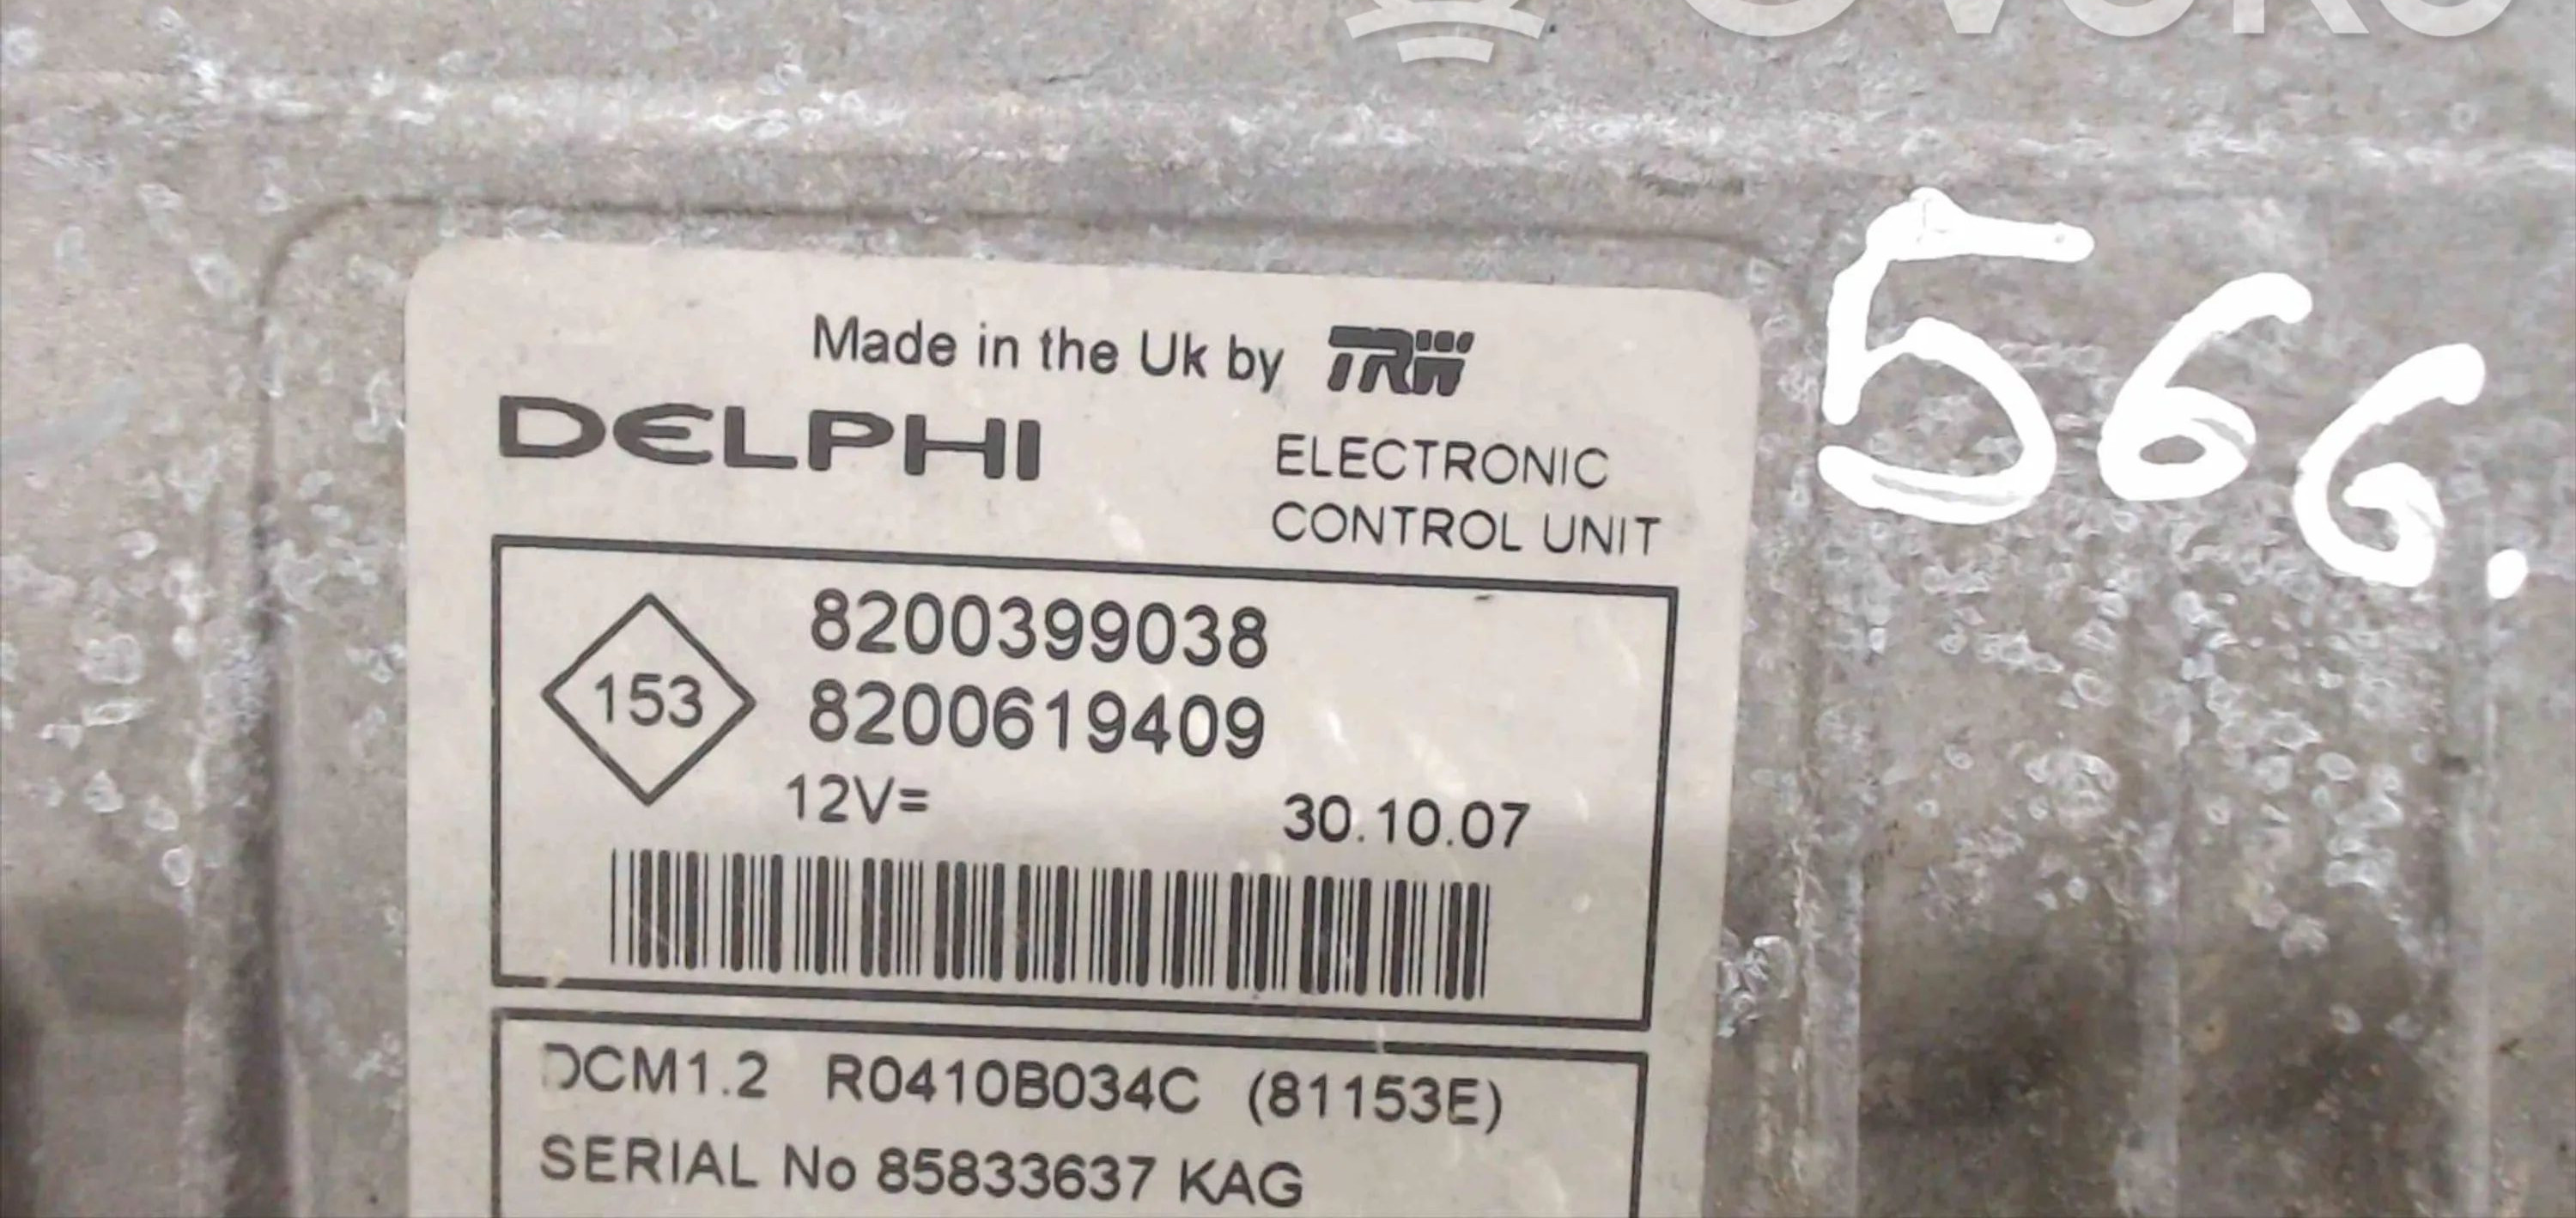 Made in the Uk by TRW
DELPHI
ELECTRONIC
CONTROL UNIT
566.
153
8200399038
8200619409
12V=
30.10.07
DCM1.2 R0410B034C (81153E)
SERIAL No 85833637 KAG